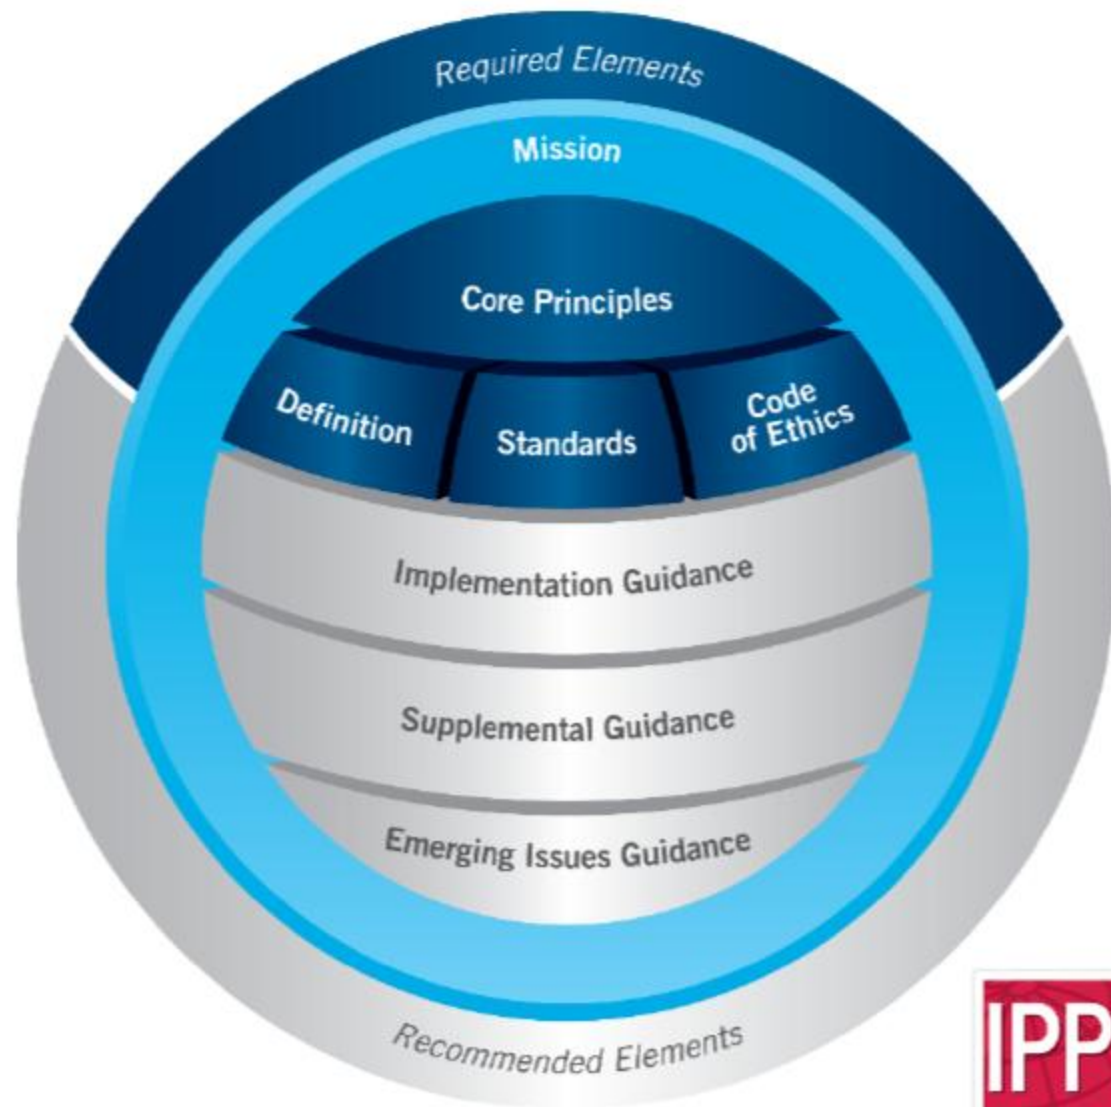 Required Elements
Mission
Core Principles
Definition
Standards
Code
of Ethics
Implementation Guidance
Supplemental Guidance
Emerging Issues Guidance
Recommended Elements
IPP